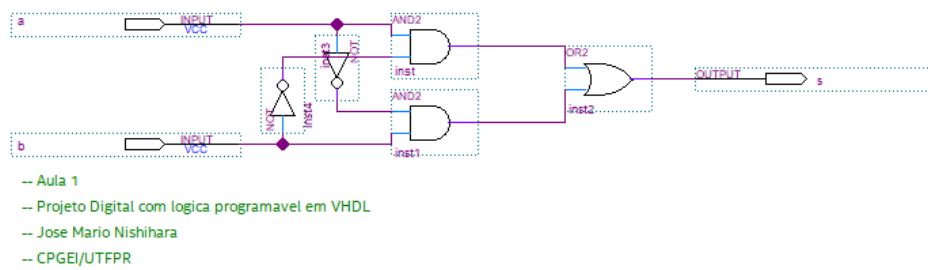 a
INPUT
VCC
AND2
inst
inst3
NOT
OR2
inst2
OUTPUT
s
NOT
inst4
AND2
inst1
b
INPUT
VCC
-- Aula 1
-- Projeto Digital com logica programavel em VHDL
-- Jose Mario Nishihara
-- CPGEI/UTFPR